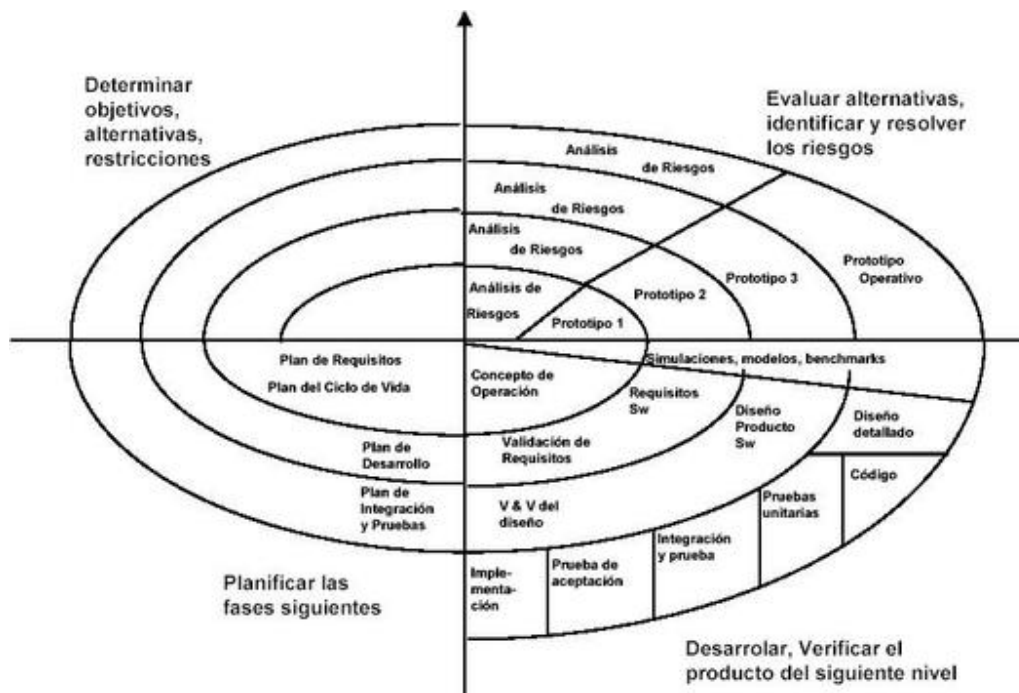 Determinar
objetivos,
alternativas,
restricciones
Evaluar alternativas,
identificar y resolver
los riesgos
Análisis
de Riesgos
Análisis
de Riesgos
Análisis
de Riesgos
Análisis de
Riesgos
Prototipo 1
Prototipo 2
Prototipo 3
Prototipo
Operativo
Simulaciones, modelos, benchmarks
Plan de Requisitos
Plan del Ciclo de Vida
Concepto de
Operación
Requisitos
Sw
Diseño
Producto
Sw
Diseño
detallado
Plan de
Desarrollo
Validación de
Requisitos
Código
Plan de
Integración
y Pruebas
V & V del
diseño
Pruebas
unitarias
Integración
y prueba
Prueba de
aceptación
Imple-
menta-
ción
Planificar las
fases siguientes
Desarrolar, Verificar el
producto del siguiente nivel